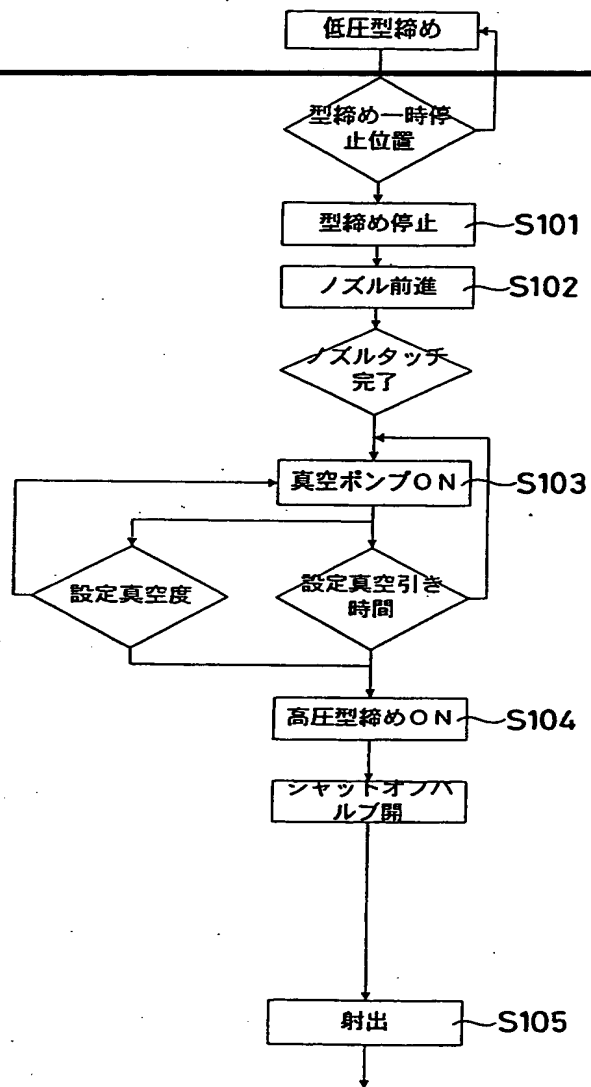 低圧型締め
型締め一時停
止位置
型締め停止
S101
ノズル前進
S102
ノズルタッチ
完了
真空ポンプON
S103
設定真空度
設定真空引き
時間
高圧型締めON
S104
シャットオフバ
ルブ開
射出
S105